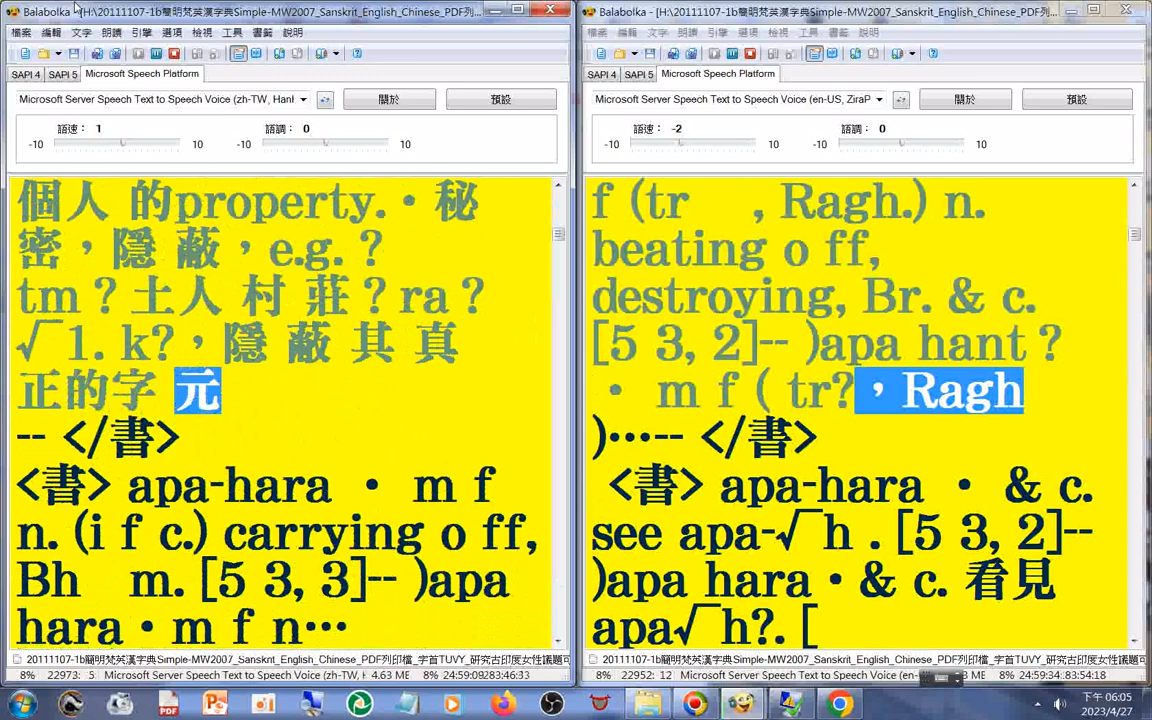 Balabolka - [H:\20111107-1b簡明梵英漢字典Simple-MW2007_Sanskrit_English_Chinese_PDF列...
檔案 編輯 文字 朗讀 引擎 選項 檢視 工具 書籤 說明
SAPI 4 SAPI 5 Microsoft Speech Platform
Microsoft Server Speech Text to Speech Voice (zh-TW, Hanl 關於 預設
語速： 1 語調： 0
-10 10 -10 10
個人 的property.‧秘
密，隱 蔽，e.g.？
tm？土人 村 莊？ra？
√1. k?，隱 蔽 其 真
正的字 元
-- </書>
<書> apa-hara ‧ m f
n. (i f c.) carrying o ff,
Bh m. [5 3, 3]-- )apa
hara‧m f n…
20111107-1b簡明梵英漢字典Simple-MW2007_Sanskrit_English_Chinese_PDF列印檔_字首TUVY_研究古印度女性議題可
8% 22973: 5 Microsoft Server Speech Text to Speech Voice (zh-TW, 4.63 ME 8% 24:59:09283:46:33
Balabolka - [H:\20111107-1b簡明梵英漢字典Simple-MW2007_Sanskrit_English_Chinese_PDF列印...
檔案 編輯 文字 朗讀 引擎 選項 檢視 工具 書籤 說明
SAPI 4 SAPI 5 Microsoft Speech Platform
Microsoft Server Speech Text to Speech Voice (en-US, ZiraP 關於 預設
語速： -2 語調： 0
-10 10 -10 10
f (tr , Ragh.) n.
beating o ff,
destroying, Br. & c.
[5 3, 2]-- )apa hant？
‧ m f ( tr?，Ragh
)…-- </書>
<書> apa-hara ‧ & c.
see apa-√h . [5 3, 2]--
)apa hara‧& c. 看見
apa√h?. [
20111107-1b簡明梵英漢字典Simple-MW2007_Sanskrit_English_Chinese_PDF列印檔_字首TUVY_研究古印度女性議題可
8% 22952: 12 Microsoft Server Speech Text to Speech Voice (en-US, ME 8% 24:59:34:83:54:18
PDF
下午 06:05
2023/4/27